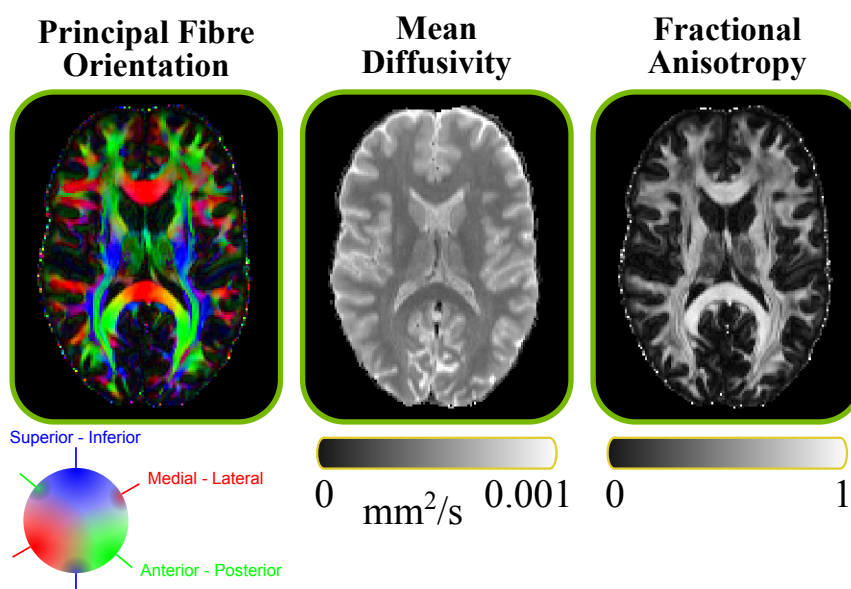 Principal Fibre
Orientation
Mean
Diffusivity
Fractional
Anisotropy
Superior - Inferior
Medial - Lateral
Anterior - Posterior
0
0.001
mm²/s
0
1